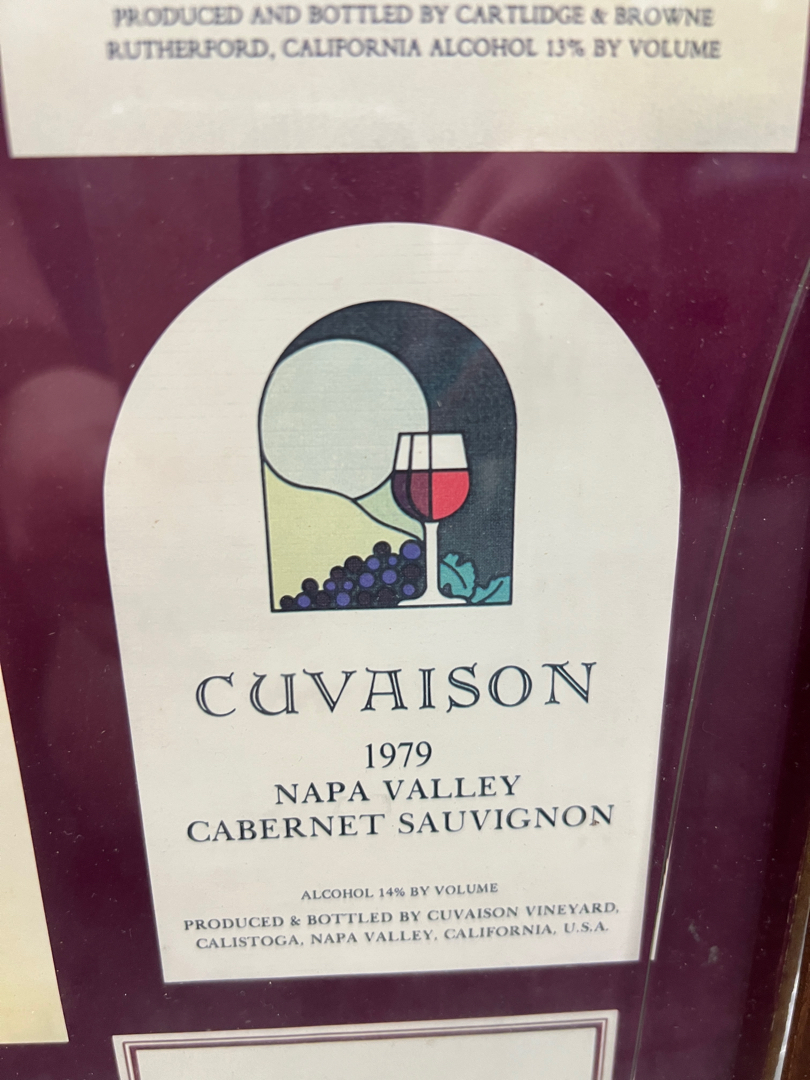 PRODUCED AND BOTTLED BY CARTLIDGE & BROWNE
RUTHERFORD, CALIFORNIA ALCOHOL 13% BY VOLUME
CUVAISON
1979
NAPA VALLEY
CABERNET SAUVIGNON
ALCOHOL 14% BY VOLUME
PRODUCED & BOTTLED BY CUVAISON VINEYARD,
CALISTOGA, NAPA VALLEY, CALIFORNIA, U.S.A.